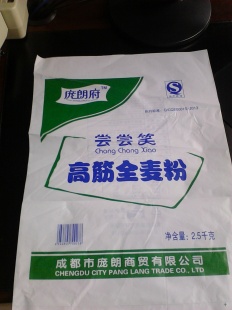 庞朗府™
尝尝笑
Chang Chang Xiao
高筋全麦粉
净含量：2.5千克
成都市庞朗商贸有限公司
CHENGDU CITY PANG LANG TRADE CO., LTD